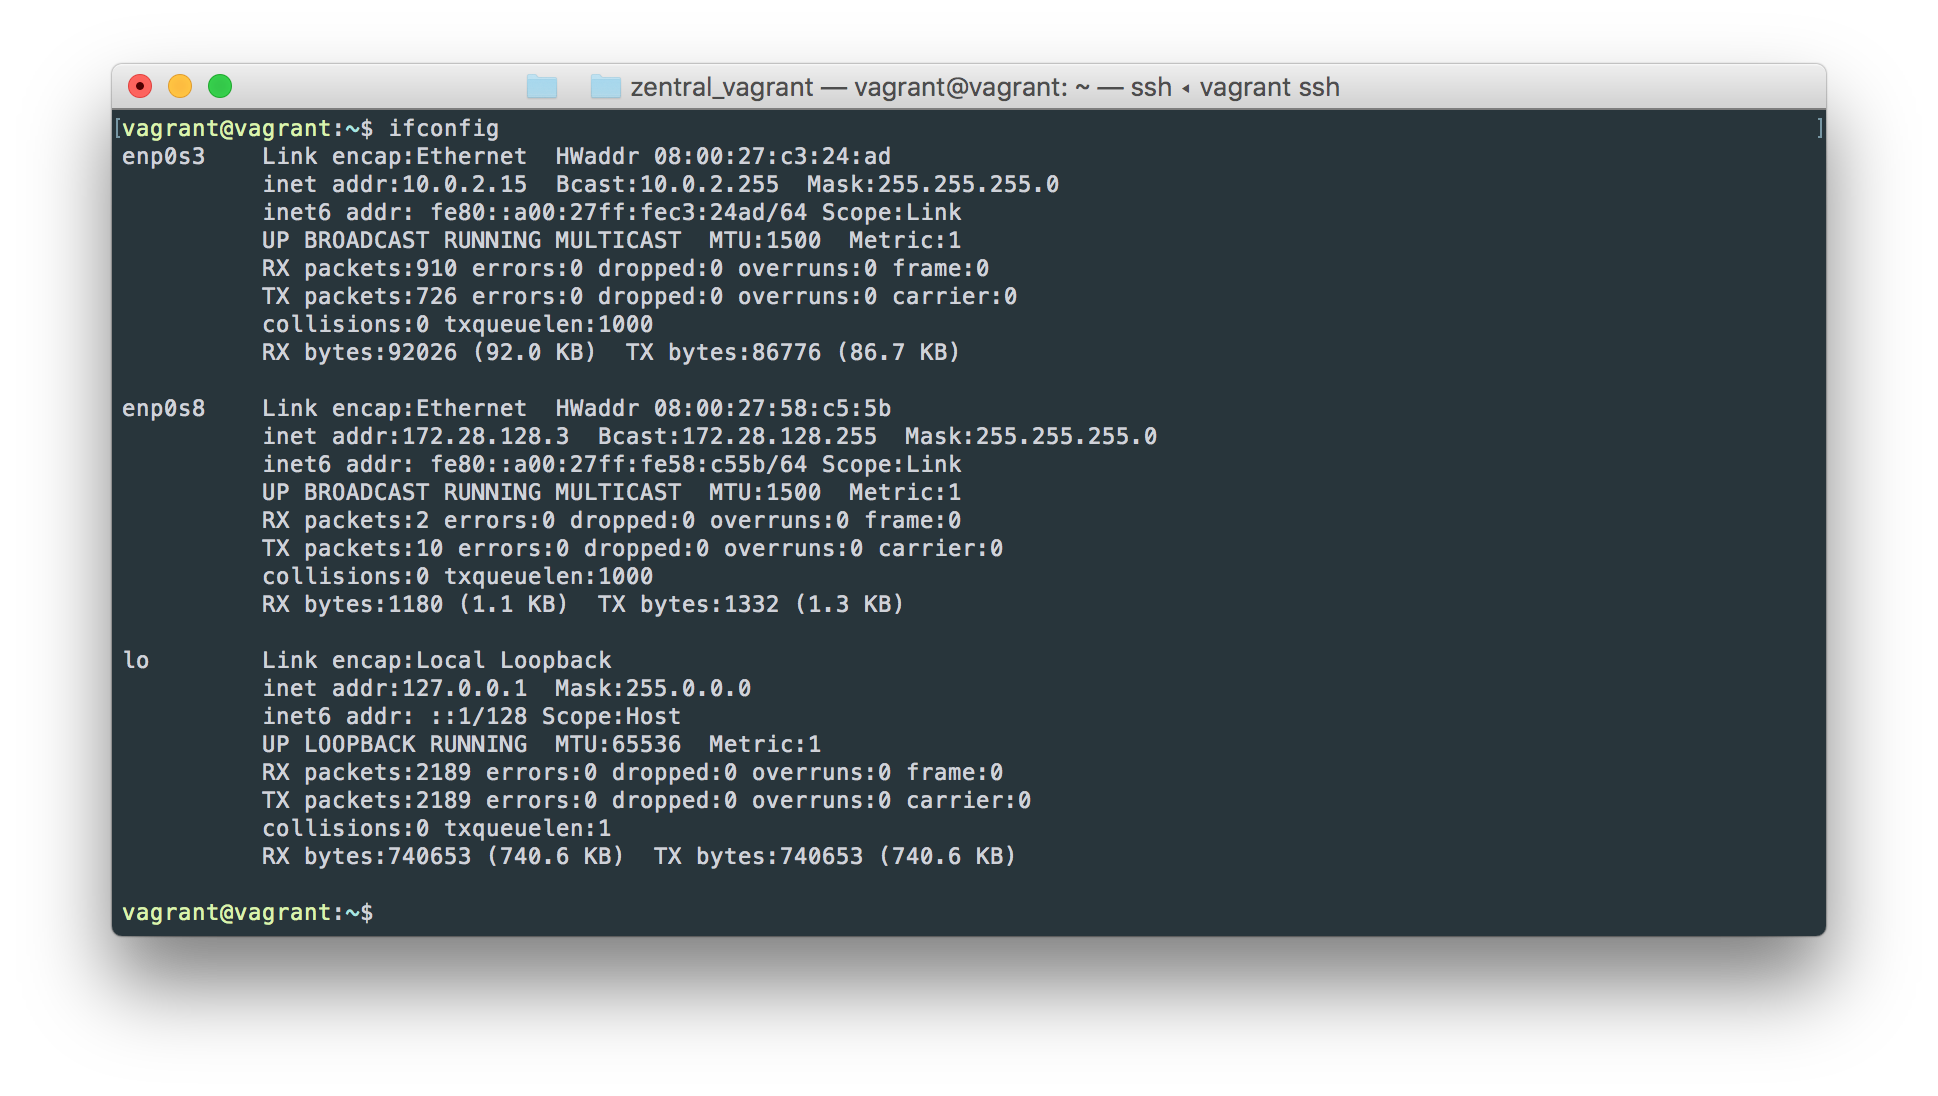 zentral_vagrant — vagrant@vagrant: ~ — ssh ◂ vagrant ssh
[vagrant@vagrant:~$ ifconfig ]
enp0s3    Link encap:Ethernet  HWaddr 08:00:27:c3:24:ad
          inet addr:10.0.2.15  Bcast:10.0.2.255  Mask:255.255.255.0
          inet6 addr: fe80::a00:27ff:fec3:24ad/64 Scope:Link
          UP BROADCAST RUNNING MULTICAST  MTU:1500  Metric:1
          RX packets:910 errors:0 dropped:0 overruns:0 frame:0
          TX packets:726 errors:0 dropped:0 overruns:0 carrier:0
          collisions:0 txqueuelen:1000
          RX bytes:92026 (92.0 KB)  TX bytes:86776 (86.7 KB)

enp0s8    Link encap:Ethernet  HWaddr 08:00:27:58:c5:5b
          inet addr:172.28.128.3  Bcast:172.28.128.255  Mask:255.255.255.0
          inet6 addr: fe80::a00:27ff:fe58:c55b/64 Scope:Link
          UP BROADCAST RUNNING MULTICAST  MTU:1500  Metric:1
          RX packets:2 errors:0 dropped:0 overruns:0 frame:0
          TX packets:10 errors:0 dropped:0 overruns:0 carrier:0
          collisions:0 txqueuelen:1000
          RX bytes:1180 (1.1 KB)  TX bytes:1332 (1.3 KB)

lo        Link encap:Local Loopback
          inet addr:127.0.0.1  Mask:255.0.0.0
          inet6 addr: ::1/128 Scope:Host
          UP LOOPBACK RUNNING  MTU:65536  Metric:1
          RX packets:2189 errors:0 dropped:0 overruns:0 frame:0
          TX packets:2189 errors:0 dropped:0 overruns:0 carrier:0
          collisions:0 txqueuelen:1
          RX bytes:740653 (740.6 KB)  TX bytes:740653 (740.6 KB)

vagrant@vagrant:~$